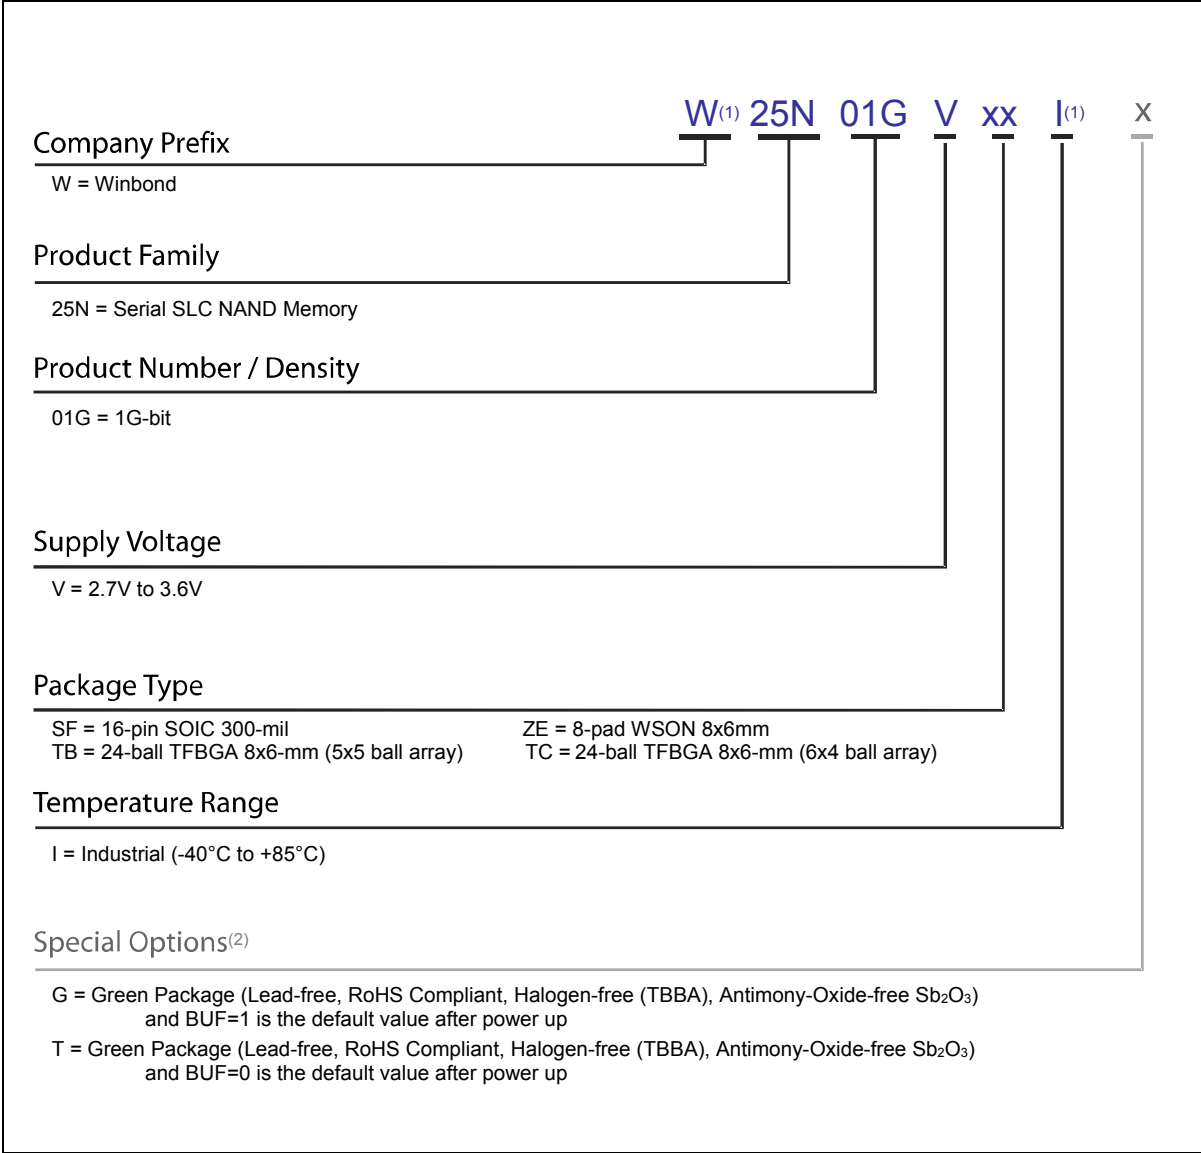 W(1) 25N 01G V xx I(1) x
Company Prefix
W = Winbond
Product Family
25N = Serial SLC NAND Memory
Product Number / Density
01G = 1G-bit
Supply Voltage
V = 2.7V to 3.6V
Package Type
SF = 16-pin SOIC 300-mil ZE = 8-pad WSON 8x6mm
TB = 24-ball TFBGA 8x6-mm (5x5 ball array) TC = 24-ball TFBGA 8x6-mm (6x4 ball array)
Temperature Range
I = Industrial (-40°C to +85°C)
Special Options(2)
G = Green Package (Lead-free, RoHS Compliant, Halogen-free (TBBA), Antimony-Oxide-free Sb₂O₃)
and BUF=1 is the default value after power up
T = Green Package (Lead-free, RoHS Compliant, Halogen-free (TBBA), Antimony-Oxide-free Sb₂O₃)
and BUF=0 is the default value after power up